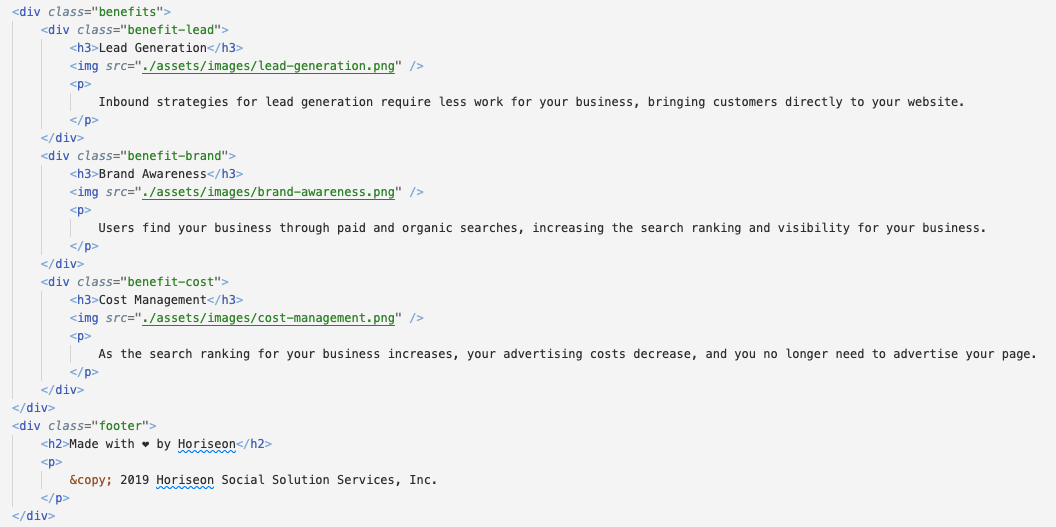 <div class="benefits">
    <div class="benefit-lead">
        <h3>Lead Generation</h3>
        <img src="./assets/images/lead-generation.png" />
        <p>
            Inbound strategies for lead generation require less work for your business, bringing customers directly to your website.
        </p>
    </div>
    <div class="benefit-brand">
        <h3>Brand Awareness</h3>
        <img src="./assets/images/brand-awareness.png" />
        <p>
            Users find your business through paid and organic searches, increasing the search ranking and visibility for your business.
        </p>
    </div>
    <div class="benefit-cost">
        <h3>Cost Management</h3>
        <img src="./assets/images/cost-management.png" />
        <p>
            As the search ranking for your business increases, your advertising costs decrease, and you no longer need to advertise your page.
        </p>
    </div>
</div>
<div class="footer">
    <h2>Made with ❤ by Horiseon</h2>
    <p>
        &copy; 2019 Horiseon Social Solution Services, Inc.
    </p>
</div>